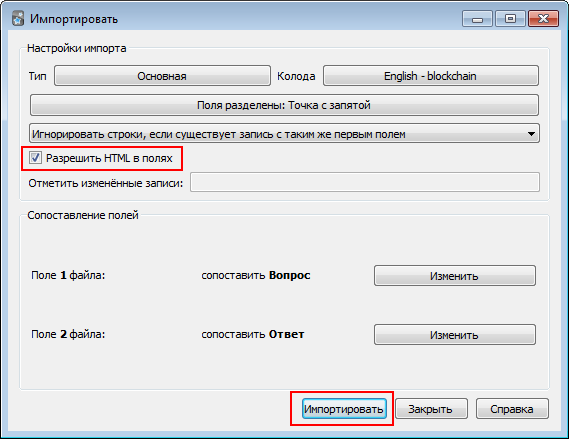 Импортировать
Настройки импорта
Тип Основная Колода English - blockchain
Поля разделены: Точка с запятой
Игнорировать строки, если существует запись с таким же первым полем
Разрешить HTML в полях
Отметить изменённые записи:
Сопоставление полей
Поле 1 файла: сопоставить Вопрос Изменить
Поле 2 файла: сопоставить Ответ Изменить
Импортировать Закрыть Справка